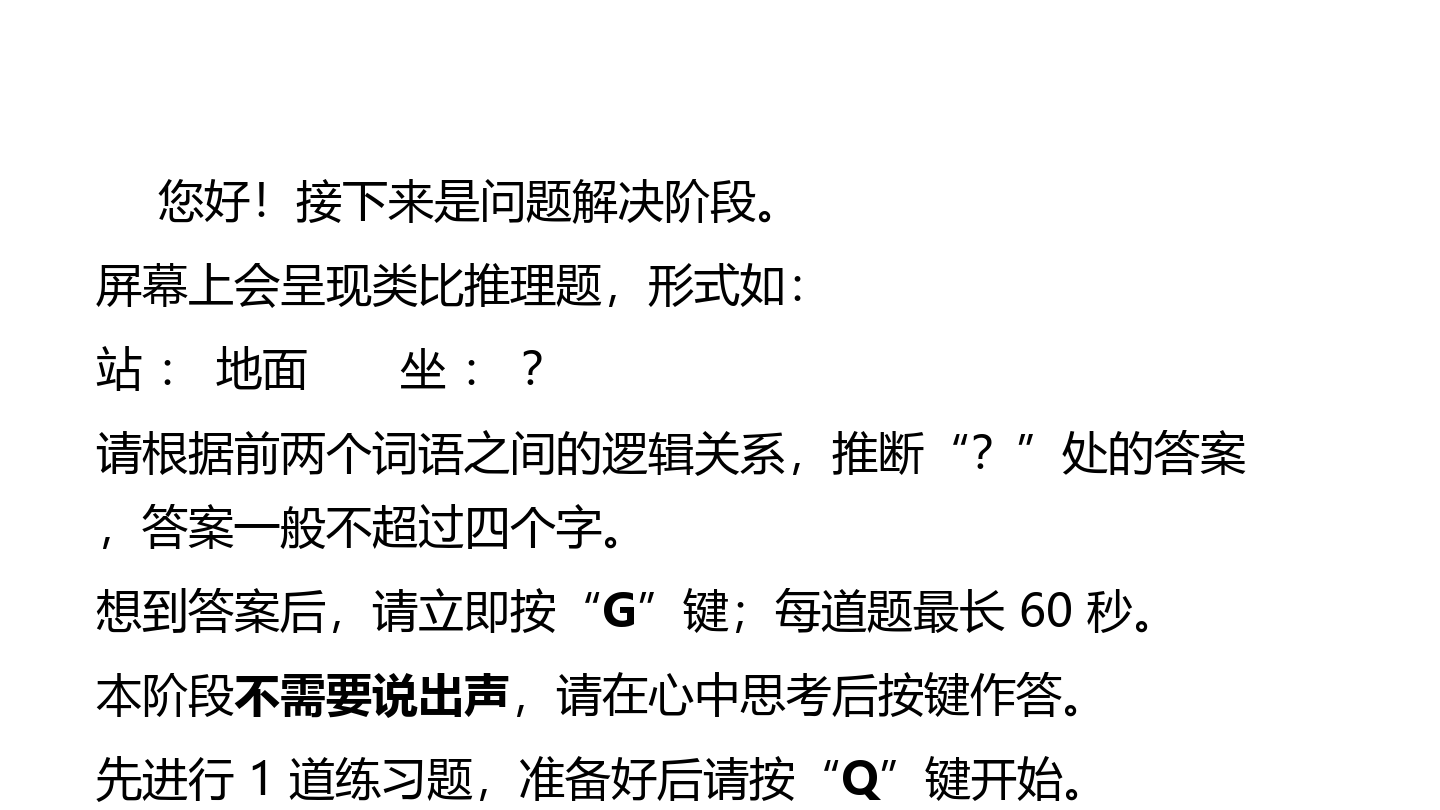 您好！接下来是问题解决阶段。
屏幕上会呈现类比推理题，形式如：
站 ： 地面  坐 ： ？
请根据前两个词语之间的逻辑关系，推断“？”处的答案
，答案一般不超过四个字。
想到答案后，请立即按“G”键；每道题最长 60 秒。
本阶段不需要说出声，请在心中思考后按键作答。
先进行 1 道练习题，准备好后请按“Q”键开始。